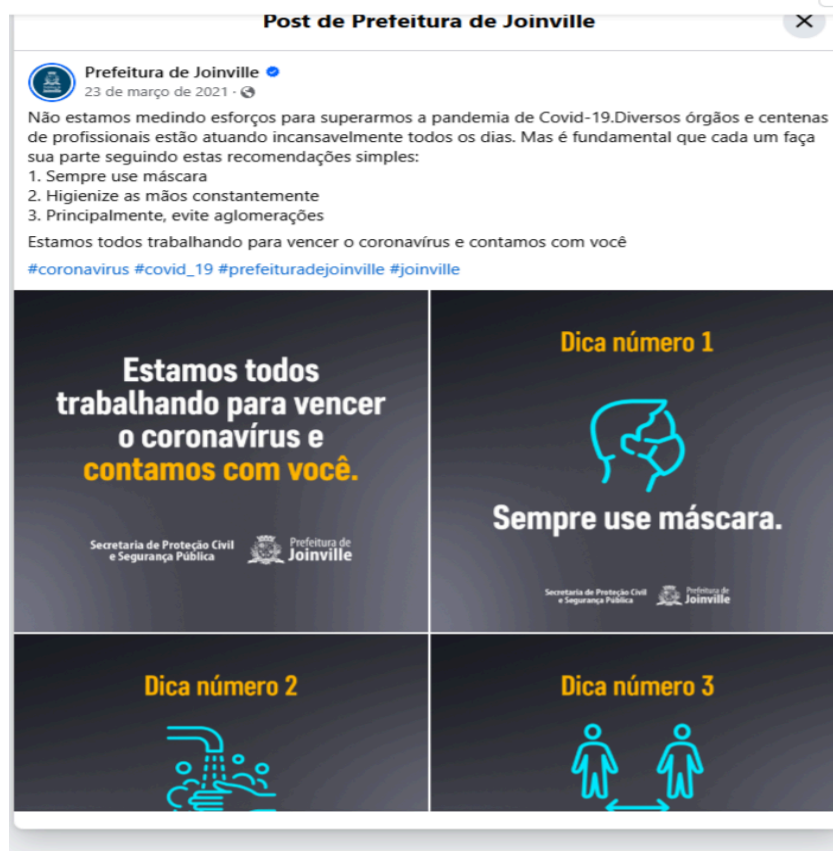 Post de Prefeitura de Joinville
Prefeitura de Joinville
23 de março de 2021 ·
Não estamos medindo esforços para superarmos a pandemia de Covid-19.Diversos órgãos e centenas
de profissionais estão atuando incansavelmente todos os dias. Mas é fundamental que cada um faça
sua parte seguindo estas recomendações simples:
1. Sempre use máscara
2. Higienize as mãos constantemente
3. Principalmente, evite aglomerações
Estamos todos trabalhando para vencer o coronavírus e contamos com você
#coronavirus #covid_19 #prefeituradejoinville #joinville
Estamos todos
trabalhando para vencer
o coronavírus e
contamos com você.
Secretaria de Proteção Civil
e Segurança Pública
Prefeitura de
Joinville
Dica número 1
Sempre use máscara.
Secretaria de Proteção Civil
e Segurança Pública
Prefeitura de
Joinville
Dica número 2
Dica número 3